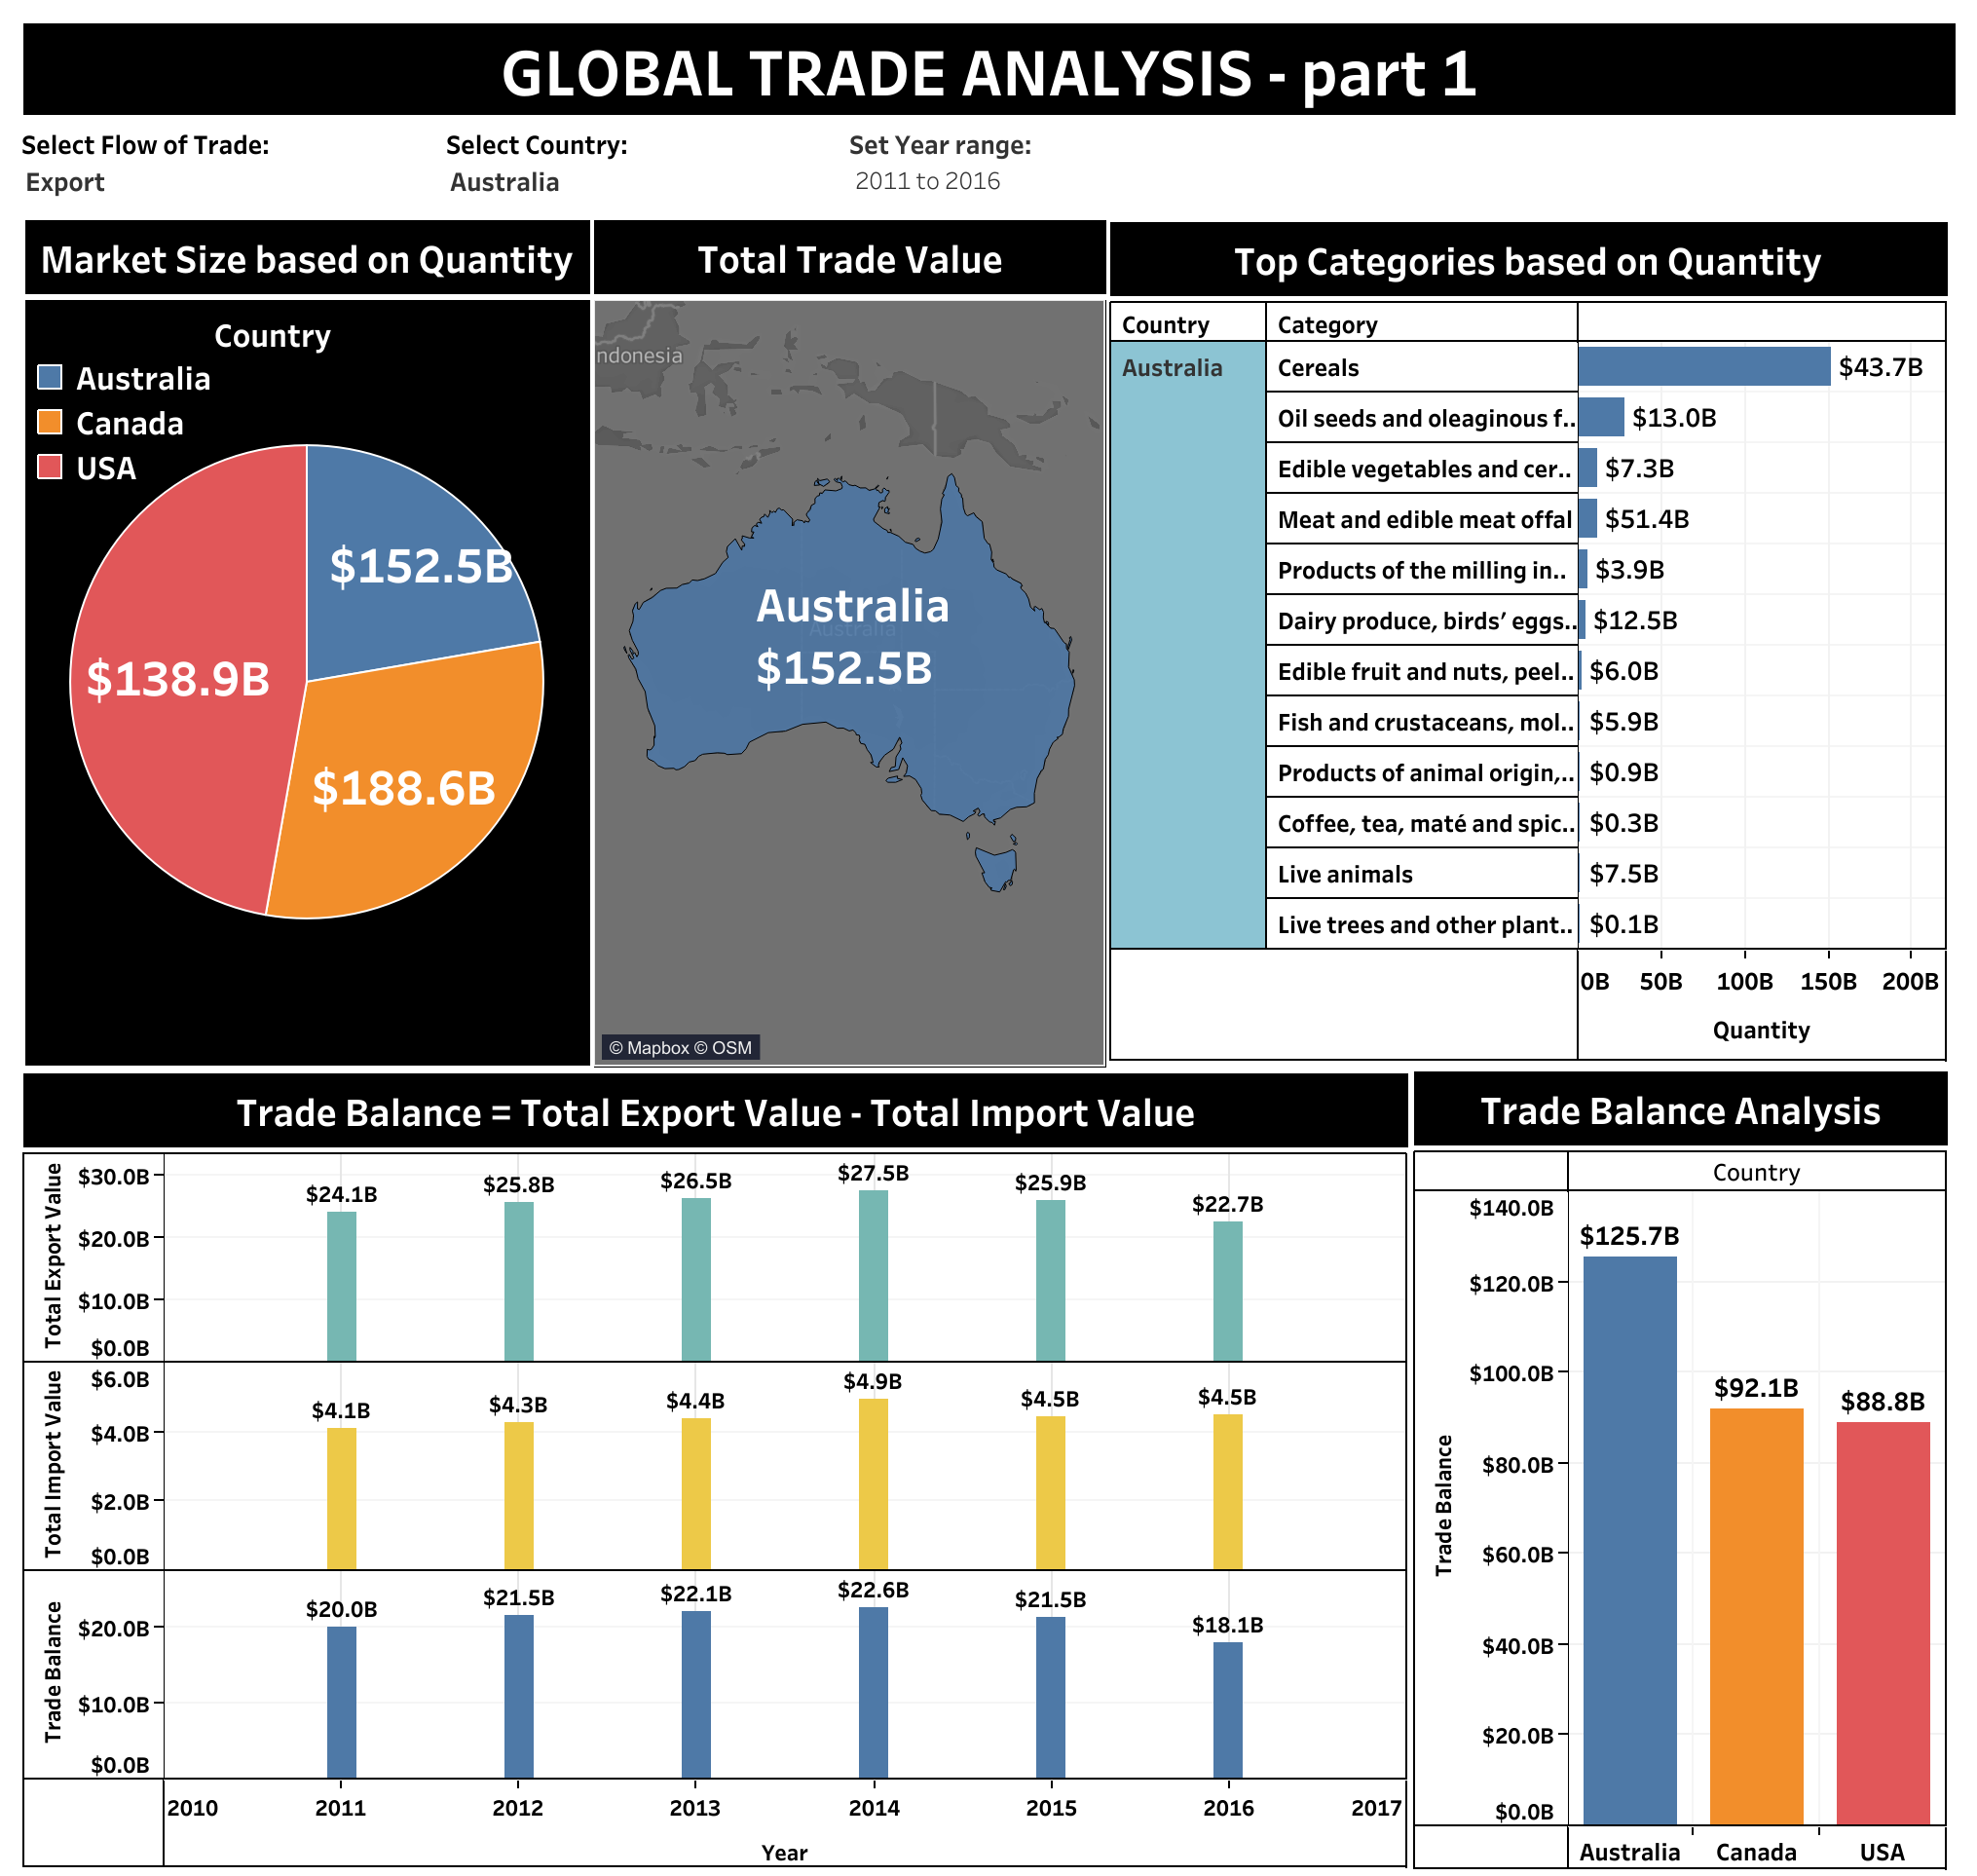 GLOBAL TRADE ANALYSIS - part 1
Select Flow of Trade:
Export
Select Country:
Australia
Set Year range:
2011 to 2016
Market Size based on Quantity
Country
Australia
Canada
USA
$152.5B
$138.9B
$188.6B
Total Trade Value
ndonesia
Australia
Australia
$152.5B
© Mapbox © OSM
Top Categories based on Quantity
Country Category
Australia Cereals $43.7B
Oil seeds and oleaginous f.. $13.0B
Edible vegetables and cer.. $7.3B
Meat and edible meat offal $51.4B
Products of the milling in.. $3.9B
Dairy produce, birds’ eggs.. $12.5B
Edible fruit and nuts, peel.. $6.0B
Fish and crustaceans, mol.. $5.9B
Products of animal origin,.. $0.9B
Coffee, tea, maté and spic.. $0.3B
Live animals $7.5B
Live trees and other plant.. $0.1B
0B 50B 100B 150B 200B
Quantity
Trade Balance = Total Export Value - Total Import Value
Total Export Value
$30.0B
$20.0B
$10.0B
$0.0B
$24.1B $25.8B $26.5B $27.5B $25.9B $22.7B
Total Import Value
$6.0B
$4.0B
$2.0B
$0.0B
$4.1B $4.3B $4.4B $4.9B $4.5B $4.5B
Trade Balance
$20.0B
$10.0B
$0.0B
$20.0B $21.5B $22.1B $22.6B $21.5B $18.1B
2010 2011 2012 2013 2014 2015 2016 2017
Year
Trade Balance Analysis
Country
Trade Balance
$140.0B
$120.0B
$100.0B
$80.0B
$60.0B
$40.0B
$20.0B
$0.0B
$125.7B $92.1B $88.8B
Australia Canada USA